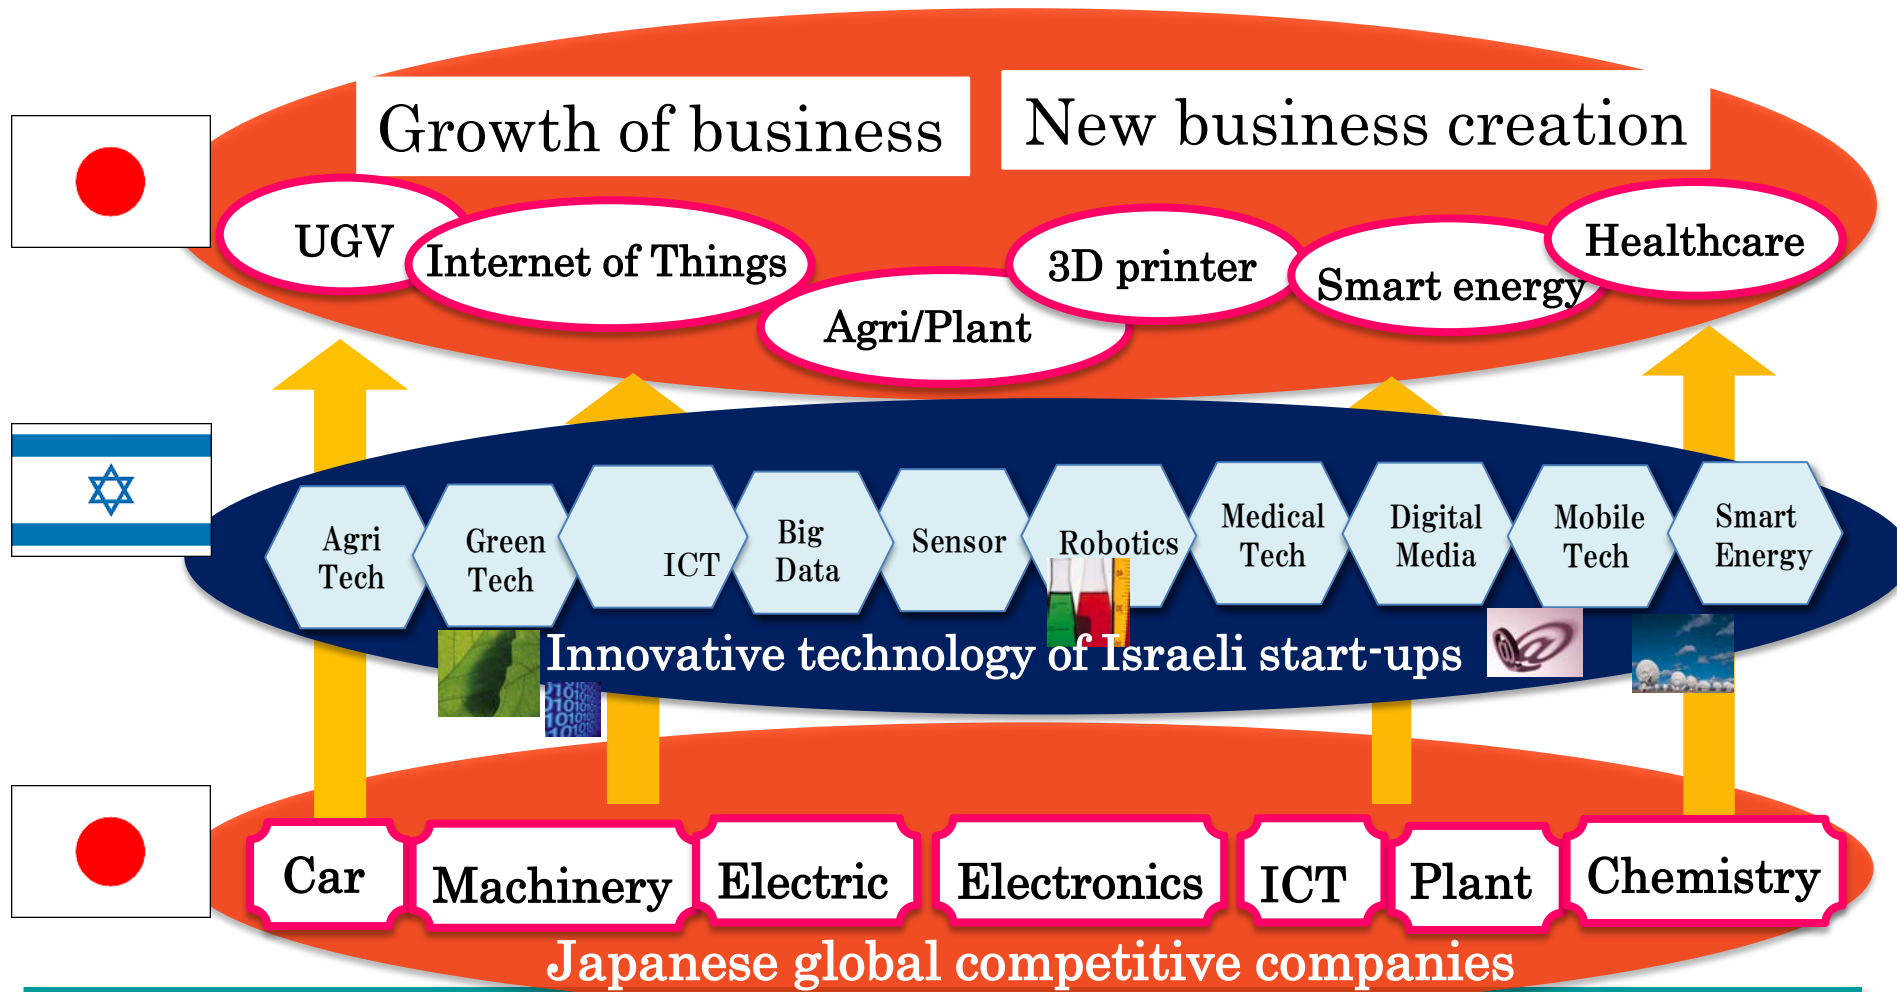 Growth of business
New business creation
UGV
Internet of Things
Agri/Plant
3D printer
Smart energy
Healthcare
Agri
Tech
Green
Tech
ICT
Big
Data
Sensor
Robotics
Medical
Tech
Digital
Media
Mobile
Tech
Smart
Energy
Innovative technology of Israeli start-ups
Car
Machinery
Electric
Electronics
ICT
Plant
Chemistry
Japanese global competitive companies